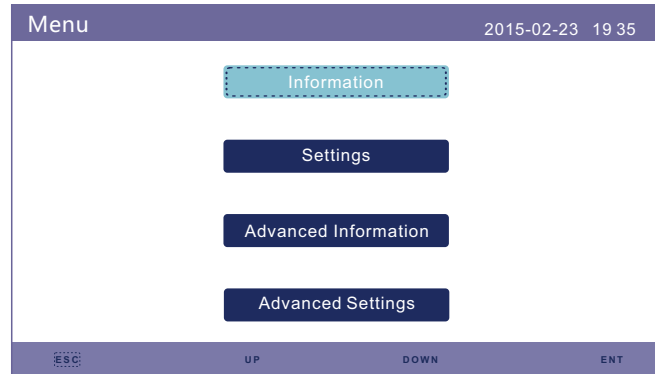 Menu 2015-02-23 19 35
Information
Settings
Advanced Information
Advanced Settings
ESC UP DOWN ENT